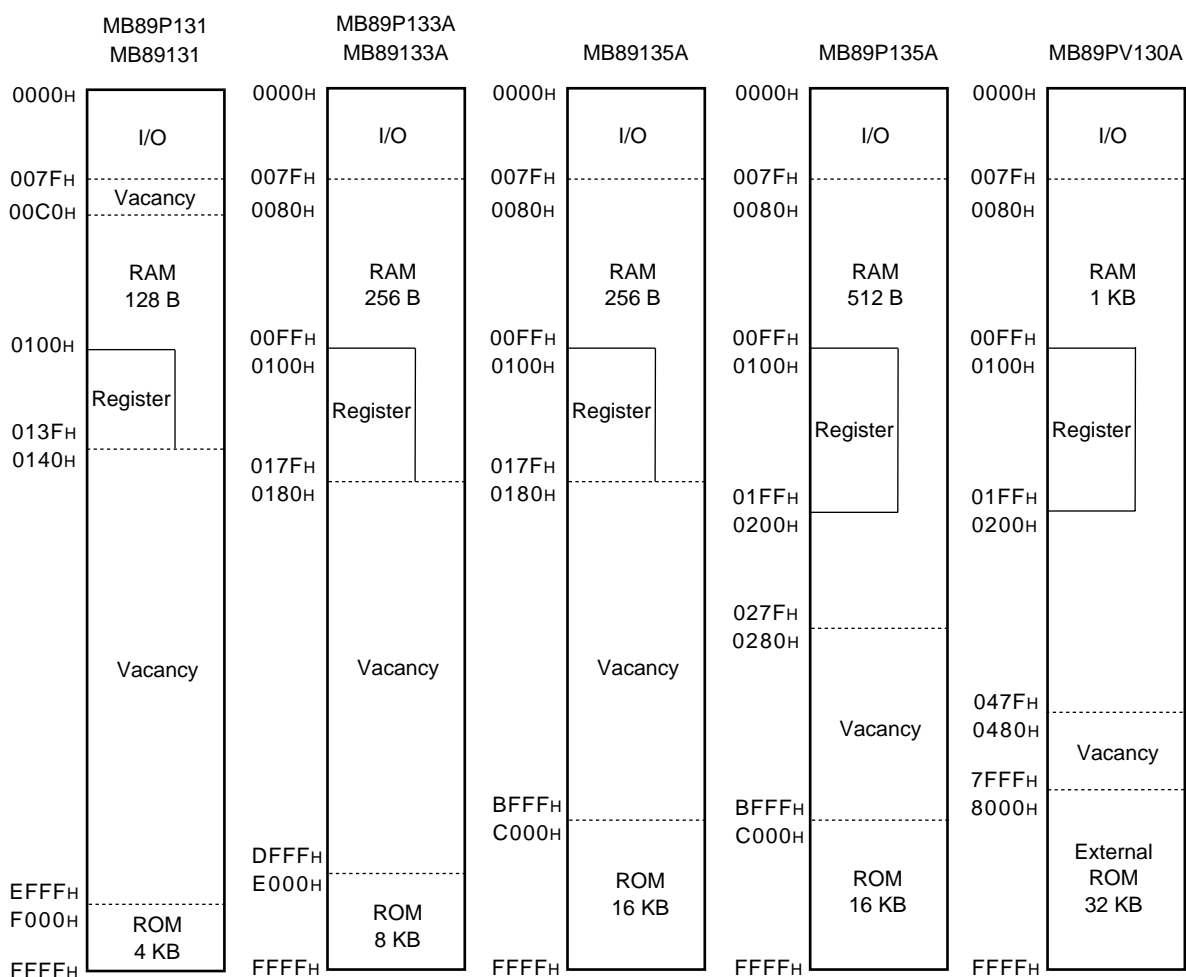 MB89P131
MB89131
0000H
I/O
007FH
Vacancy
00C0H
RAM
128 B
0100H
Register
013FH
0140H
Vacancy
EFFFH
F000H
ROM
4 KB
FFFFH
MB89P133A
MB89133A
0000H
I/O
007FH
0080H
RAM
256 B
00FFH
0100H
Register
017FH
0180H
Vacancy
DFFFH
E000H
ROM
8 KB
FFFFH
MB89135A
0000H
I/O
007FH
0080H
RAM
256 B
00FFH
0100H
Register
017FH
0180H
Vacancy
BFFFH
C000H
ROM
16 KB
FFFFH
MB89P135A
0000H
I/O
007FH
0080H
RAM
512 B
00FFH
0100H
Register
01FFH
0200H
027FH
0280H
Vacancy
BFFFH
C000H
ROM
16 KB
FFFFH
MB89PV130A
0000H
I/O
007FH
0080H
RAM
1 KB
00FFH
0100H
Register
01FFH
0200H
047FH
0480H
Vacancy
7FFFH
8000H
External
ROM
32 KB
FFFFH